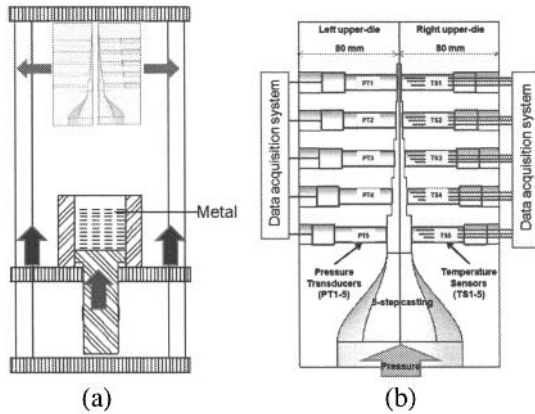 Metal
(a)
Left upper-die
Right upper-die
80 mm
80 mm
Data acquisition system
Data acquisition system
PT1
TS1
PT2
TS2
PT3
TS3
PT4
TS4
PT5
TS5
Pressure
Transducers
(PT1-5)
Temperature
Sensors
(TS1-5)
5-step casting
Pressure
(b)